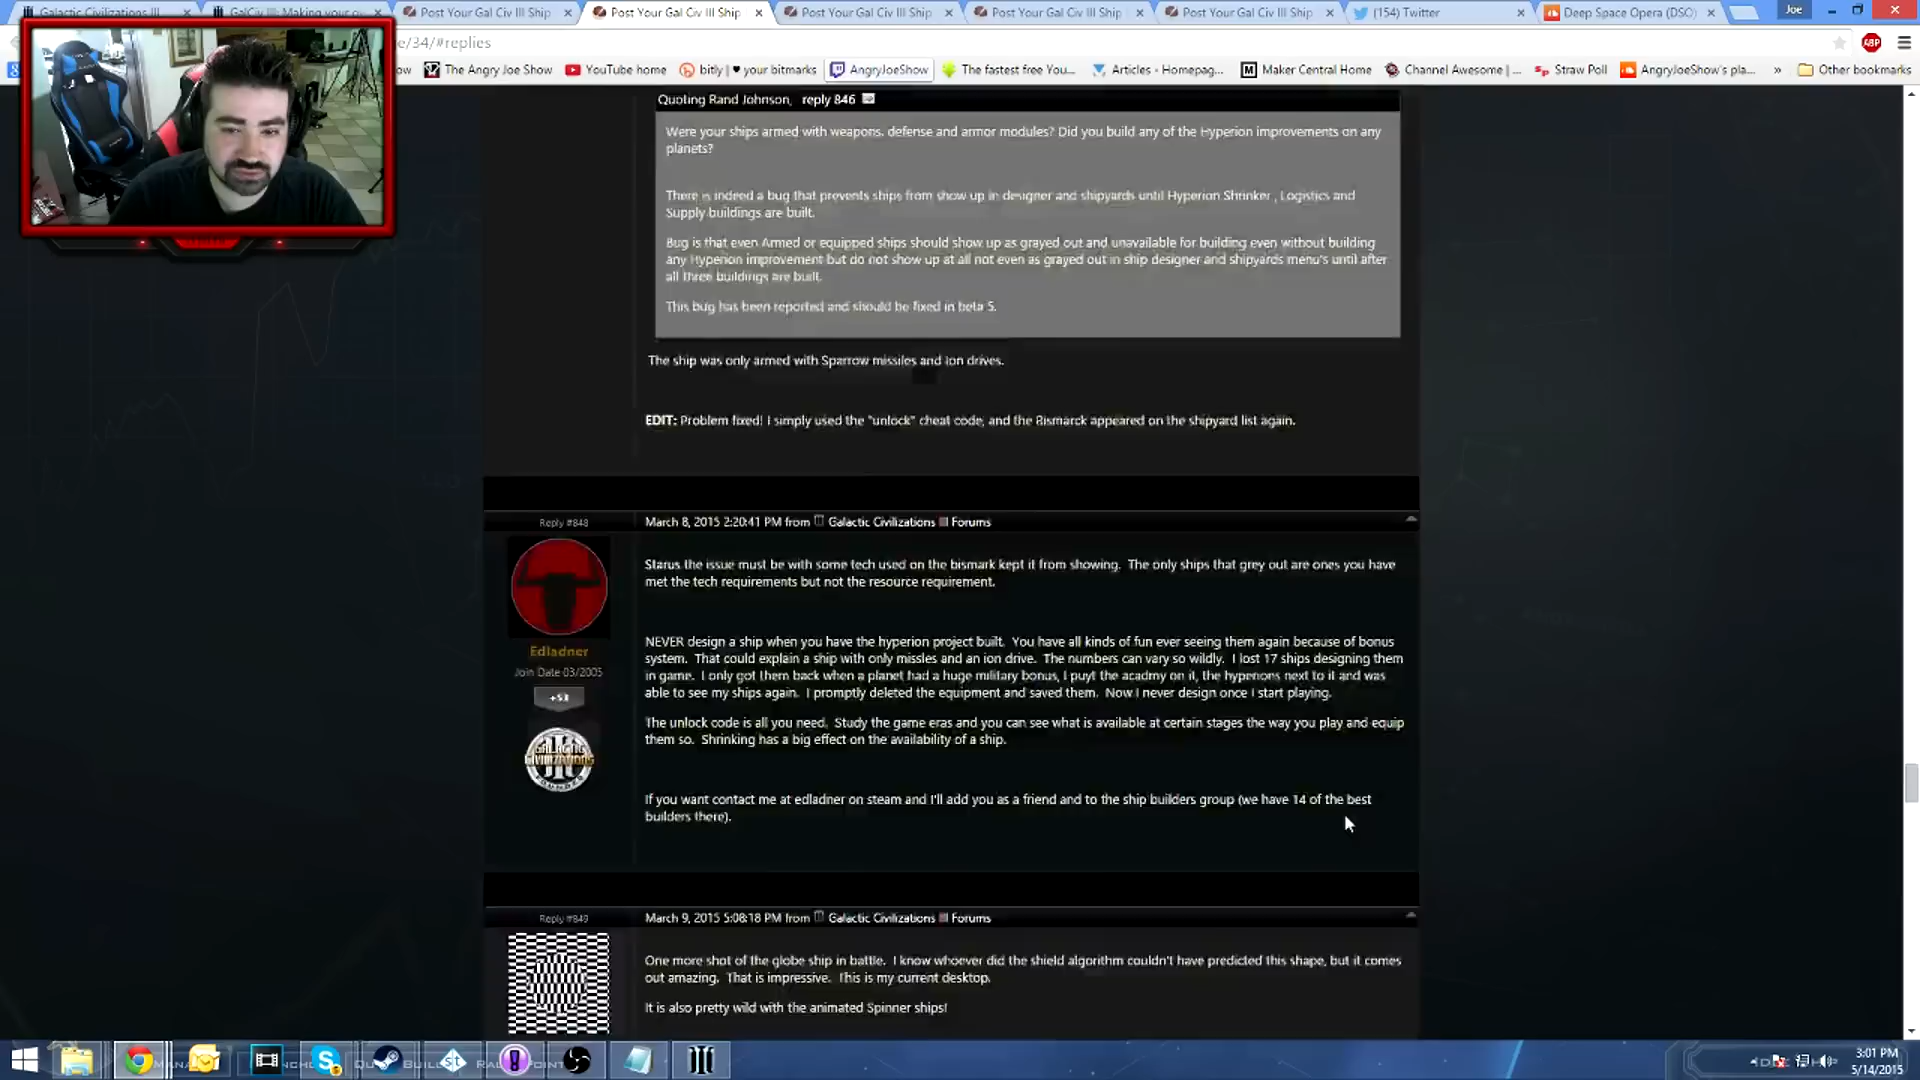 Galactic Civilizations III
GalCiv III: Making your o
Post Your Gal Civ III Ship
Post Your Gal Civ III Ship
Post Your Gal Civ III Ship
Post Your Gal Civ III Ship
Post Your Gal Civ III Ship
(154) Twitter
Deep Space Opera (DSO)
Joe
e/34/#replies
ABP
ow
The Angry Joe Show
YouTube home
bitly | ♥ your bitmarks
AngryJoeShow
The fastest free You...
Articles - Homepag...
Maker Central Home
Channel Awesome | ...
Straw Poll
AngryJoeShow's pla...
»
Other bookmarks
Quoting Rand Johnson, reply 846
Were your ships armed with weapons. defense and armor modules? Did you build any of the Hyperion improvements on any
planets?
There is indeed a bug that prevents ships from show up in designer and shipyards until Hyperion Shrinker , Logistics and
Supply buildings are built.
Bug is that even Armed or equipped ships should show up as grayed out and unavailable for building even without building
any Hyperion improvement but do not show up at all not even as grayed out in ship designer and shipyards menu's until after
all three buildings are built.
This bug has been reported and should be fixed in beta 5.
The ship was only armed with Sparrow missiles and Ion drives.
EDIT: Problem fixed! I simply used the "unlock" cheat code, and the Bismarck appeared on the shipyard list again.
Reply #848
March 8, 2015 2:20:41 PM from Galactic Civilizations III Forums
Starus the issue must be with some tech used on the bismark kept it from showing. The only ships that grey out are ones you have
met the tech requirements but not the resource requirement.
NEVER design a ship when you have the hyperion project built. You have all kinds of fun ever seeing them again because of bonus
system. That could explain a ship with only missles and an ion drive. The numbers can vary so wildly. I lost 17 ships designing them
in game. I only got them back when a planet had a huge military bonus, I puyt the acadmy on it, the hyperions next to it and was
able to see my ships again. I promptly deleted the equipment and saved them. Now I never design once I start playing.
The unlock code is all you need. Study the game eras and you can see what is available at certain stages the way you play and equip
them so. Shrinking has a big effect on the availability of a ship.
If you want contact me at edladner on steam and I'll add you as a friend and to the ship builders group (we have 14 of the best
builders there).
Edladner
Join Date 03/2005
+53
GALACTIC
CIVILIZATIONS
III
FOUNDER
Reply #849
March 9, 2015 5:08:18 PM from Galactic Civilizations III Forums
One more shot of the globe ship in battle. I know whoever did the shield algorithm couldn't have predicted this shape, but it comes
out amazing. That is impressive. This is my current desktop.
It is also pretty wild with the animated Spinner ships!
3:01 PM
5/14/2015